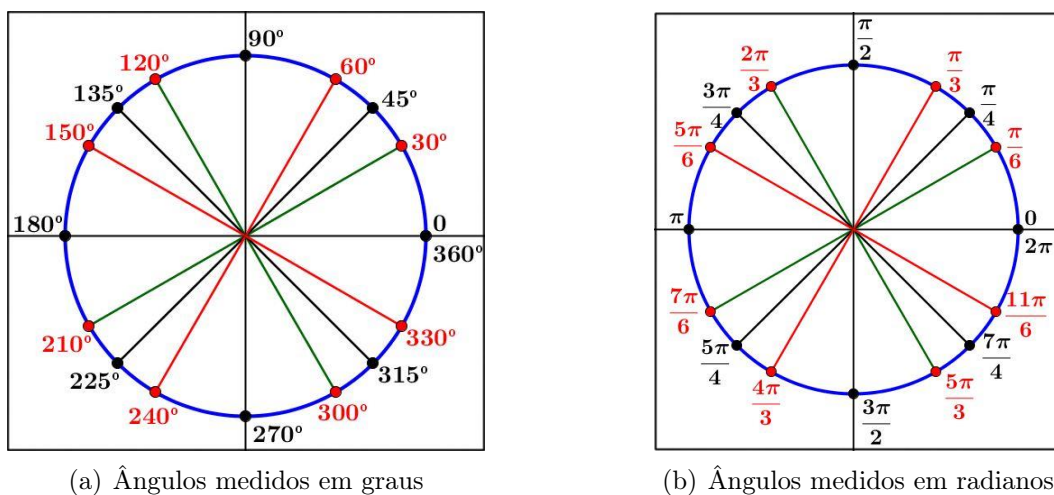 90º
120º
60º
135º
45º
150º
30º
180º
0
360º
210º
330º
225º
315º
240º
300º
270º
(a) Ângulos medidos em graus
π/2
2π/3
π/3
3π/4
π/4
5π/6
π/6
π
0
2π
7π/6
11π/6
5π/4
7π/4
4π/3
5π/3
3π/2
(b) Ângulos medidos em radianos